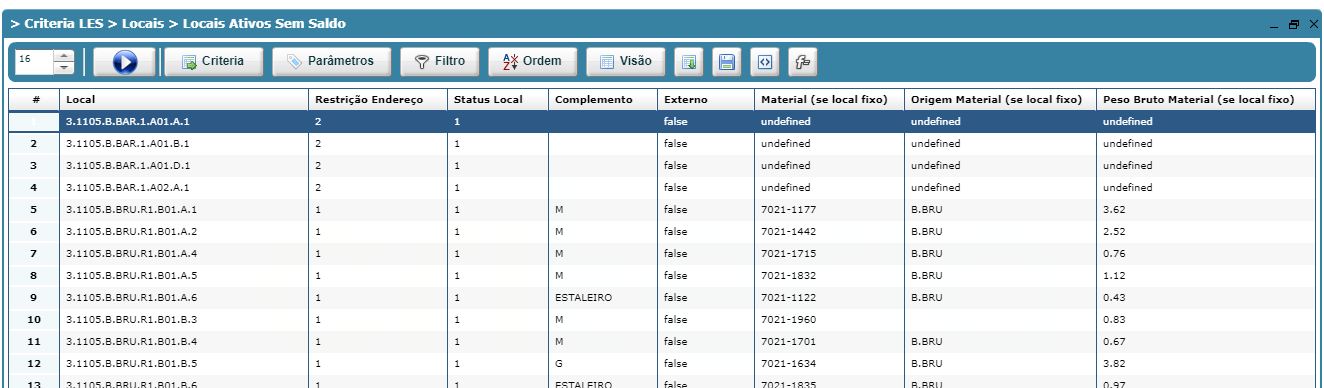 > Criteria LES > Locais > Locais Ativos Sem Saldo
16 Criteria Parâmetros Filtro Ordem Visão
# Local Restrição Endereço Status Local Complemento Externo Material (se local fixo) Origem Material (se local fixo) Peso Bruto Material (se local fixo)
1 3.1105.B.BAR.1.A01.A.1 2 1 false undefined undefined undefined
2 3.1105.B.BAR.1.A01.B.1 2 1 false undefined undefined undefined
3 3.1105.B.BAR.1.A01.D.1 2 1 false undefined undefined undefined
4 3.1105.B.BAR.1.A02.A.1 2 1 false undefined undefined undefined
5 3.1105.B.BRU.R1.B01.A.1 1 1 M false 7021-1177 B.BRU 3.62
6 3.1105.B.BRU.R1.B01.A.2 1 1 M false 7021-1442 B.BRU 2.52
7 3.1105.B.BRU.R1.B01.A.4 1 1 M false 7021-1715 B.BRU 0.76
8 3.1105.B.BRU.R1.B01.A.5 1 1 M false 7021-1832 B.BRU 1.12
9 3.1105.B.BRU.R1.B01.A.6 1 1 ESTALEIRO false 7021-1122 B.BRU 0.43
10 3.1105.B.BRU.R1.B01.B.3 1 1 M false 7021-1960 0.83
11 3.1105.B.BRU.R1.B01.B.4 1 1 M false 7021-1701 B.BRU 0.67
12 3.1105.B.BRU.R1.B01.B.5 1 1 G false 7021-1634 B.BRU 3.82
13 3.1105.B.BRU.R1.B01.B.6 1 1 ESTALEIRO false 7021-1835 B.BRU 0.97